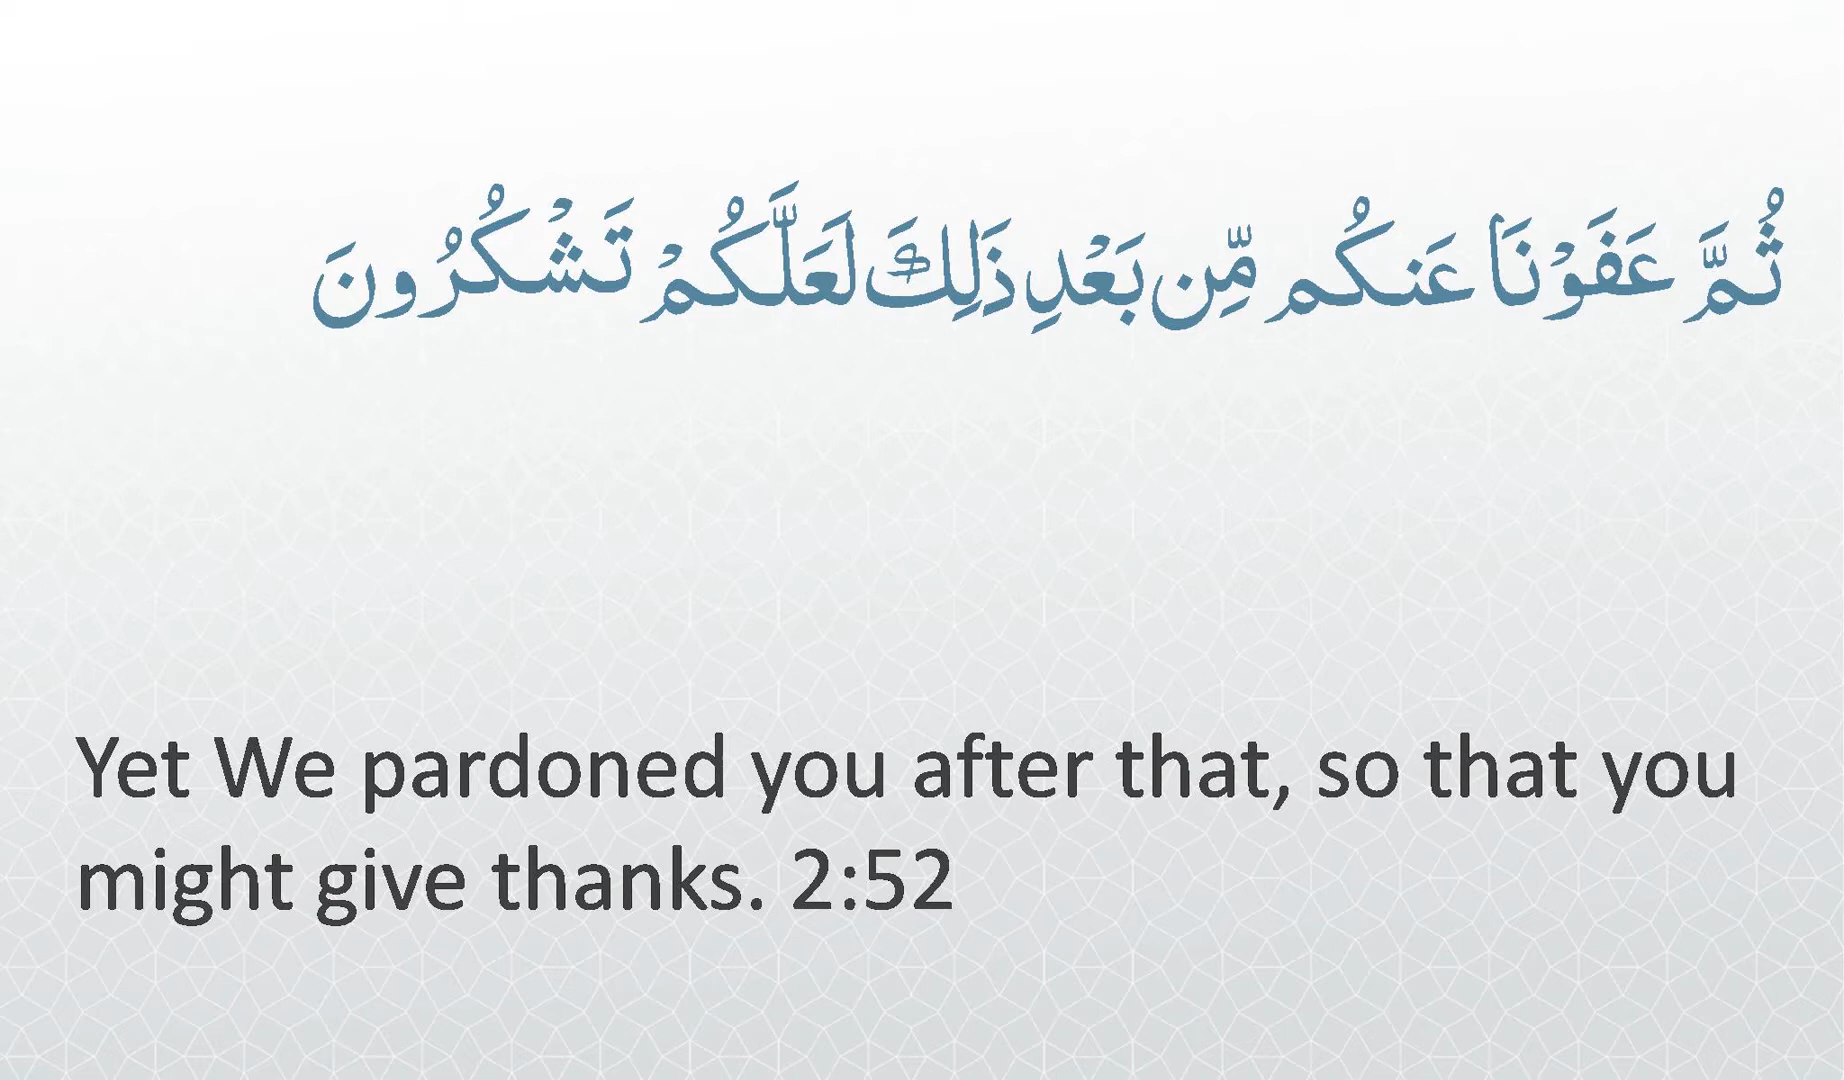 ثُمَّ عَفَوْنَا عَنكُم مِّن بَعْدِ ذَلِكَ لَعَلَّكُمْ تَشْكُرُونَ
Yet We pardoned you after that, so that you
might give thanks. 2:52